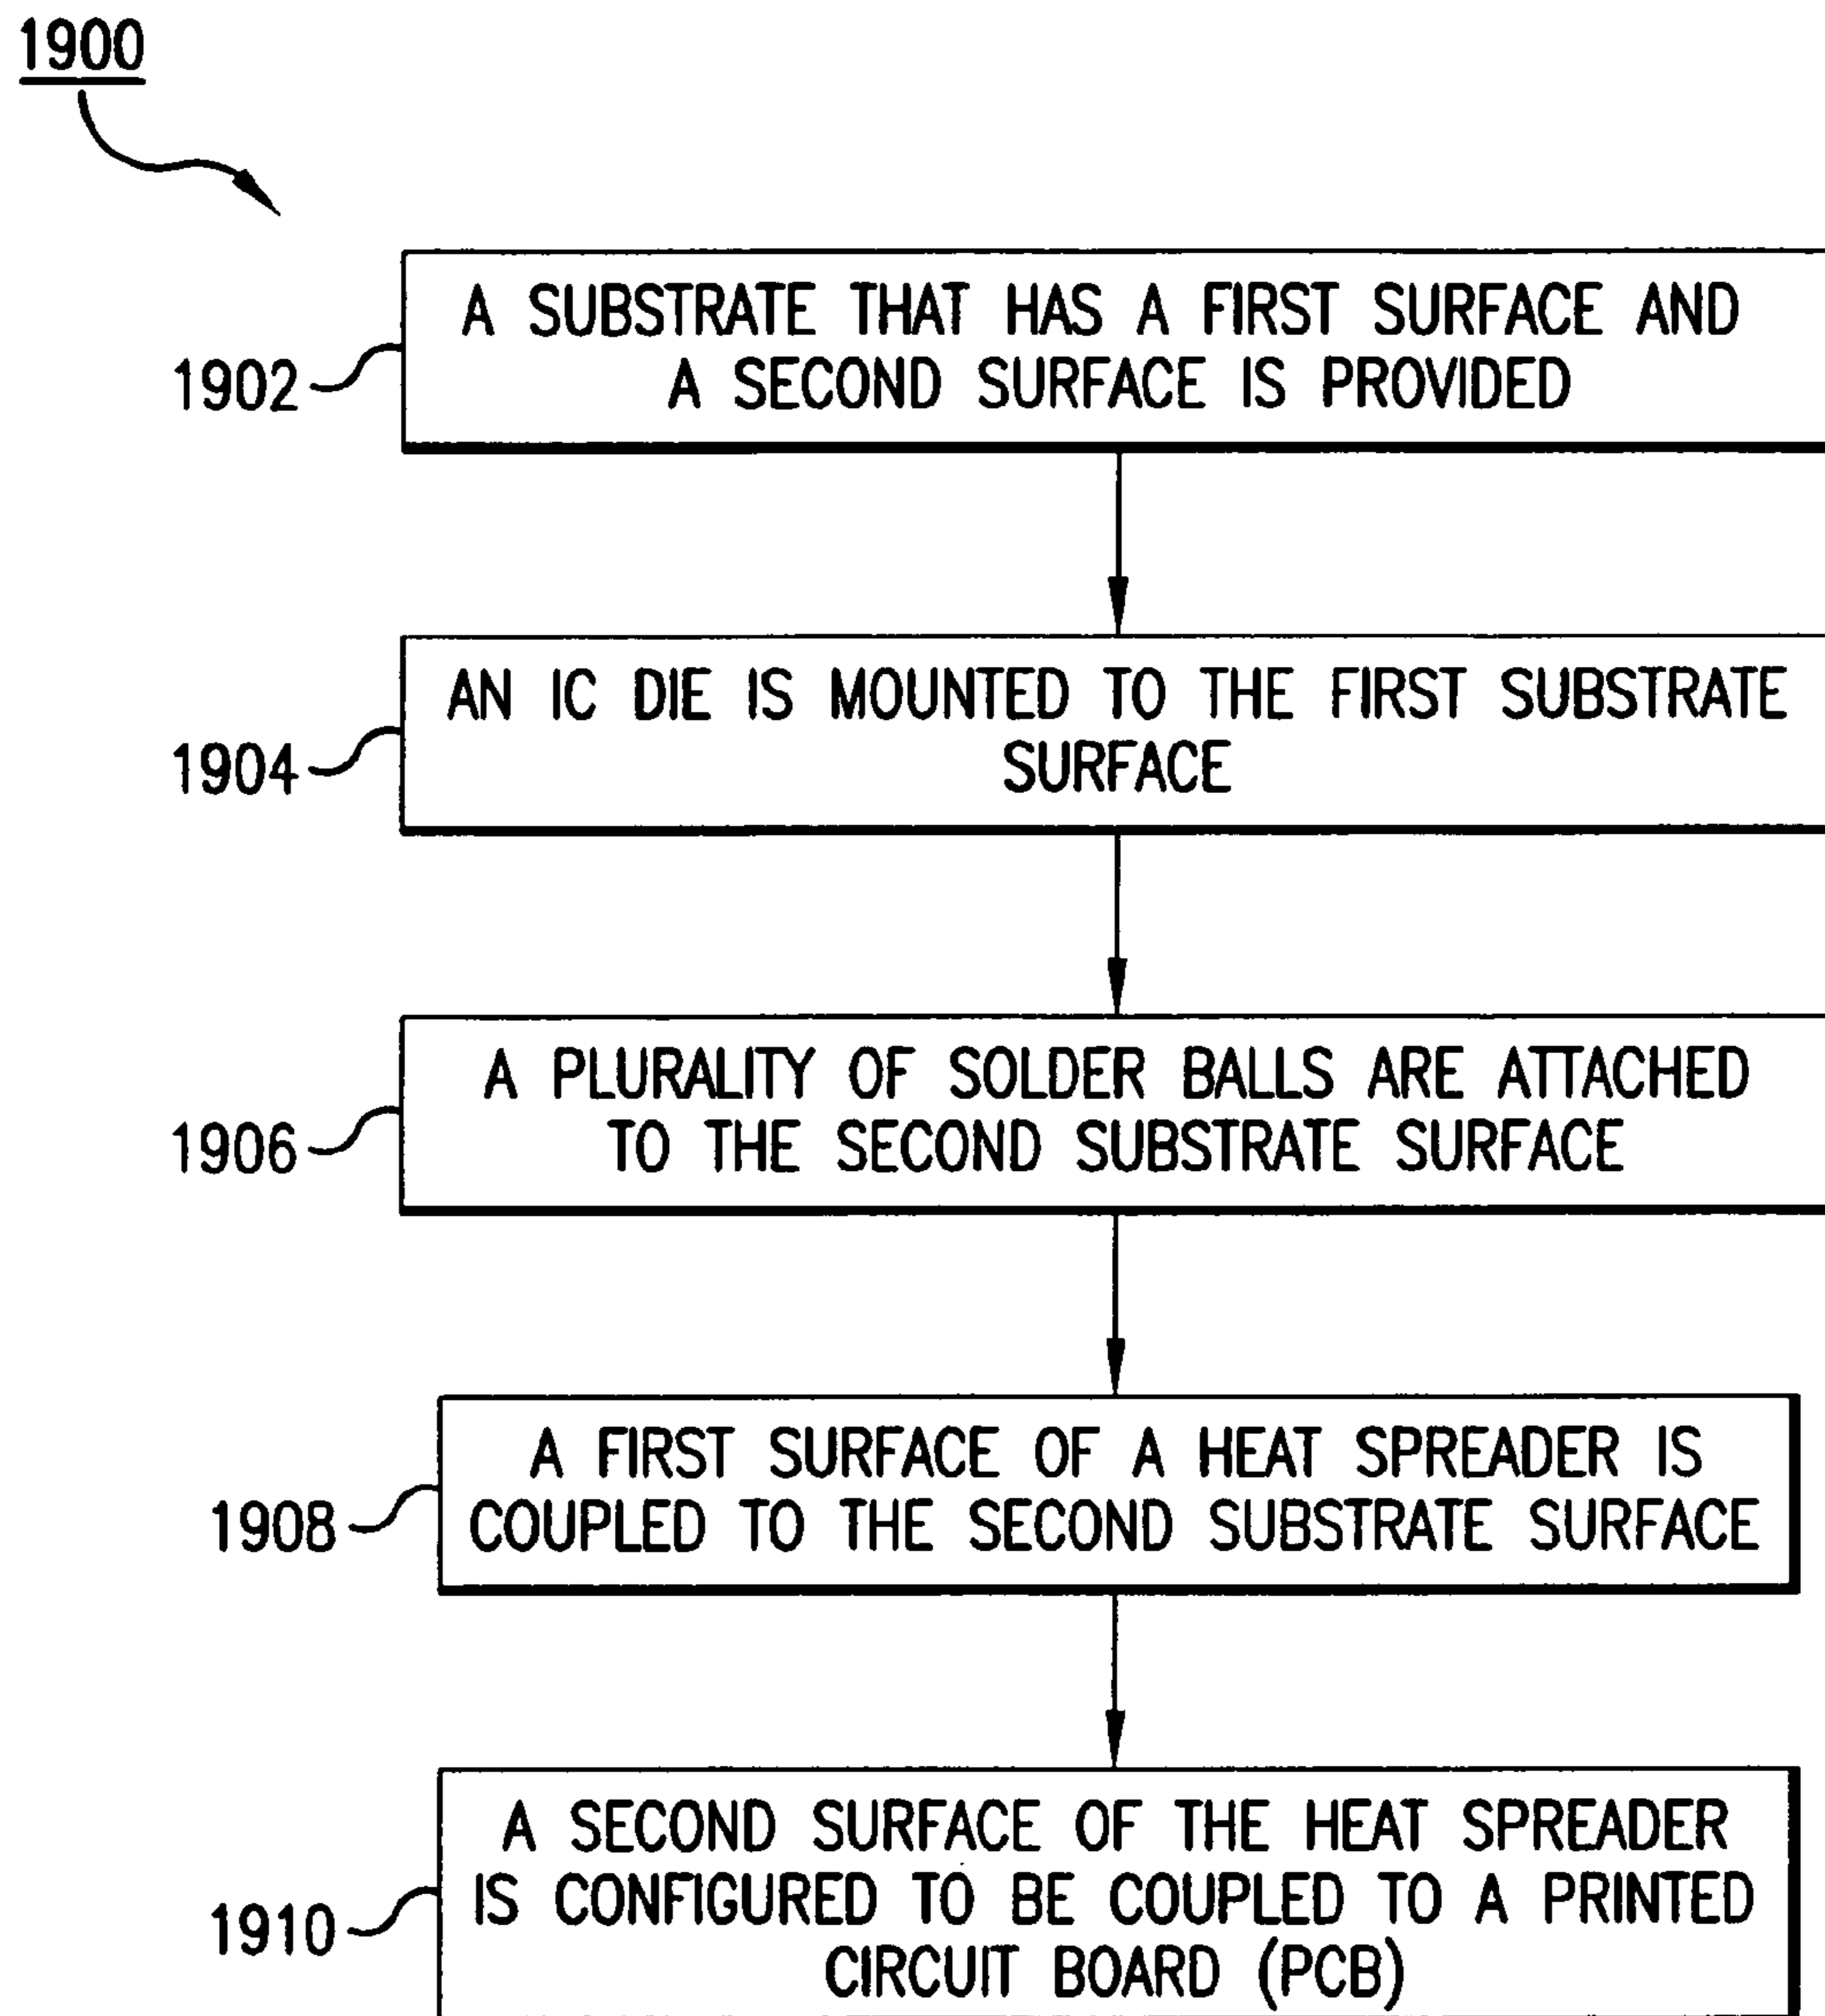 1900
A SUBSTRATE THAT HAS A FIRST SURFACE AND
A SECOND SURFACE IS PROVIDED
1902
AN IC DIE IS MOUNTED TO THE FIRST SUBSTRATE
SURFACE
1904
A PLURALITY OF SOLDER BALLS ARE ATTACHED
TO THE SECOND SUBSTRATE SURFACE
1906
A FIRST SURFACE OF A HEAT SPREADER IS
COUPLED TO THE SECOND SUBSTRATE SURFACE
1908
A SECOND SURFACE OF THE HEAT SPREADER
IS CONFIGURED TO BE COUPLED TO A PRINTED
CIRCUIT BOARD (PCB)
1910